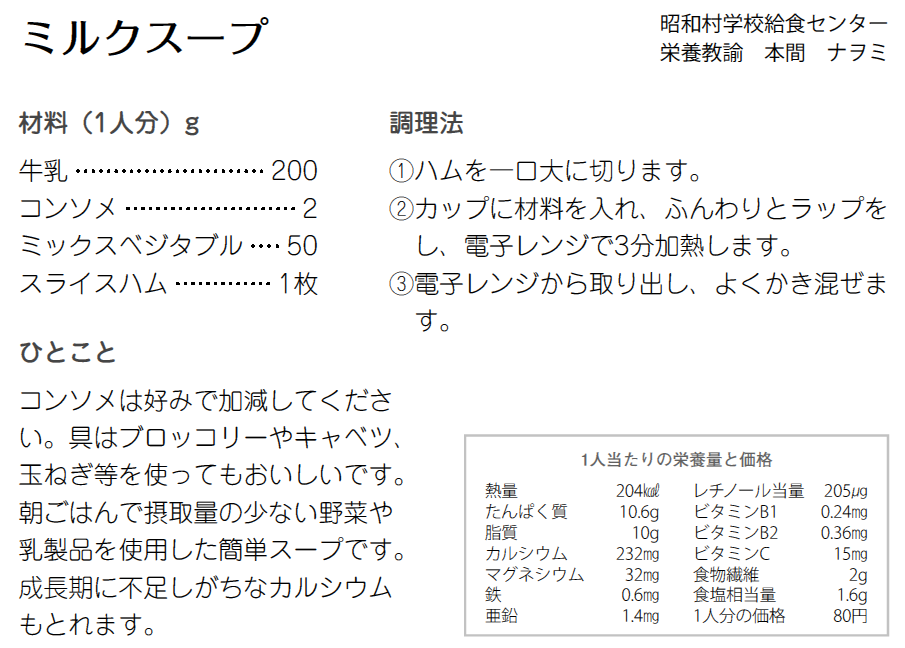 ミルクスープ
昭和村学校給食センター
栄養教諭　本間　ナヲミ
材料（1人分）g
牛乳 ················ 200
コンソメ ·············· 2
ミックスベジタブル ···· 50
スライスハム ·········· 1枚
調理法
①ハムを一口大に切ります。
②カップに材料を入れ、ふんわりとラップを
し、電子レンジで3分加熱します。
③電子レンジから取り出し、よくかき混ぜま
す。
ひとこと
コンソメは好みで加減してくださ
い。具はブロッコリーやキャベツ、
玉ねぎ等を使ってもおいしいです。
朝ごはんで摂取量の少ない野菜や
乳製品を使用した簡単スープです。
成長期に不足しがちなカルシウム
もとれます。
1人当たりの栄養量と価格
熱量 204㎉ レチノール当量 205μg
たんぱく質 10.6g ビタミンB1 0.24㎎
脂質 10g ビタミンB2 0.36㎎
カルシウム 232㎎ ビタミンC 15㎎
マグネシウム 32㎎ 食物繊維 2g
鉄 0.6㎎ 食塩相当量 1.6g
亜鉛 1.4㎎ 1人分の価格 80円